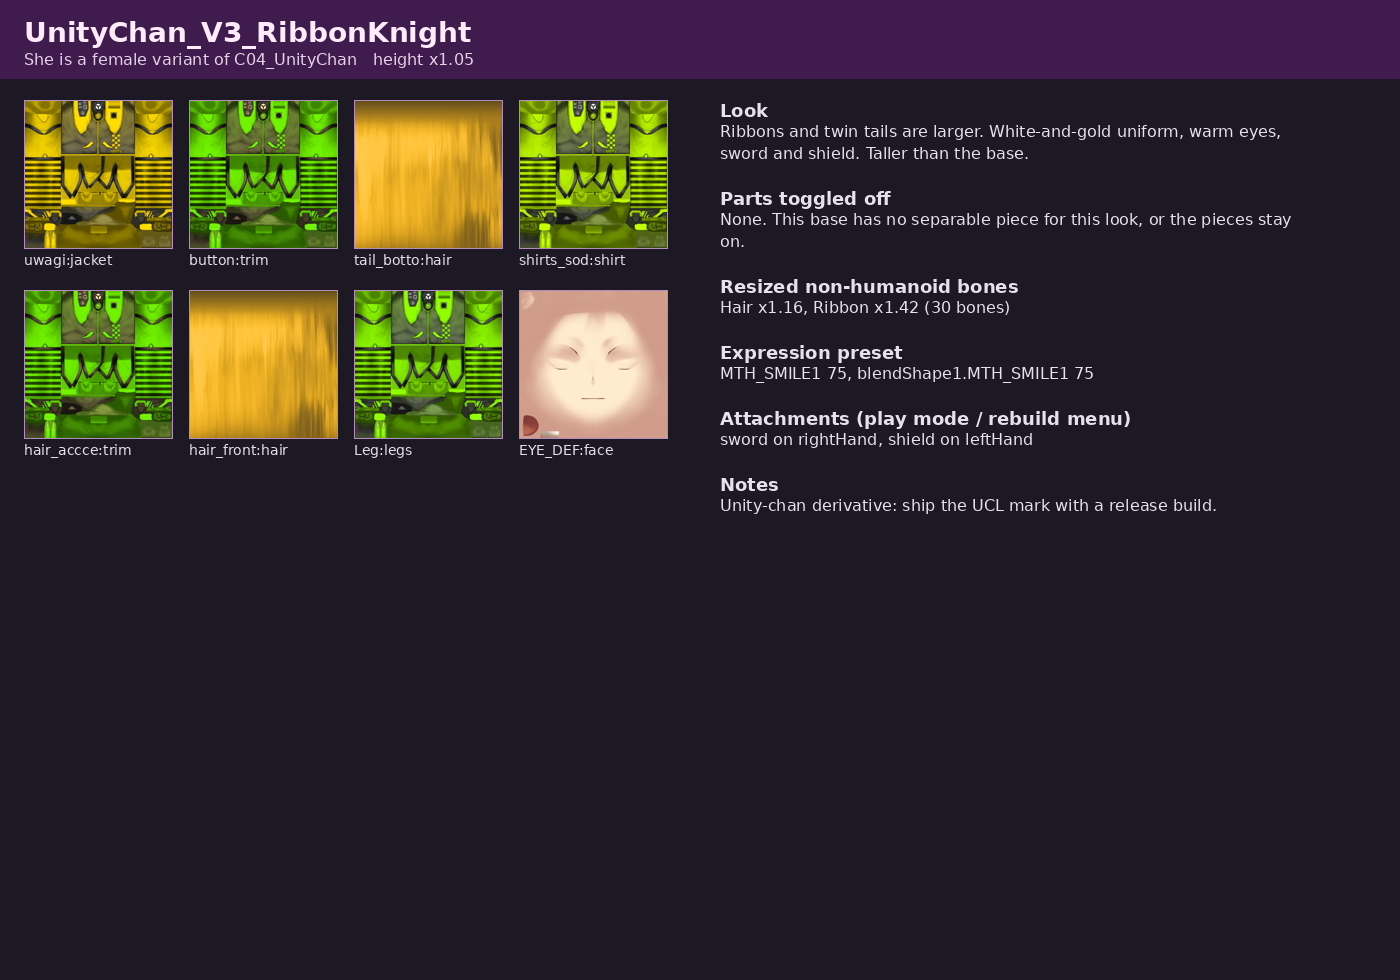 UnityChan_V3_RibbonKnight
She is a female variant of C04_UnityChan   height x1.05
uwagi:jacket
button:trim
tail_botto:hair
shirts_sod:shirt
hair_accce:trim
hair_front:hair
Leg:legs
EYE_DEF:face
Look
Ribbons and twin tails are larger. White-and-gold uniform, warm eyes,
sword and shield. Taller than the base.
Parts toggled off
None. This base has no separable piece for this look, or the pieces stay
on.
Resized non-humanoid bones
Hair x1.16, Ribbon x1.42 (30 bones)
Expression preset
MTH_SMILE1 75, blendShape1.MTH_SMILE1 75
Attachments (play mode / rebuild menu)
sword on rightHand, shield on leftHand
Notes
Unity-chan derivative: ship the UCL mark with a release build.